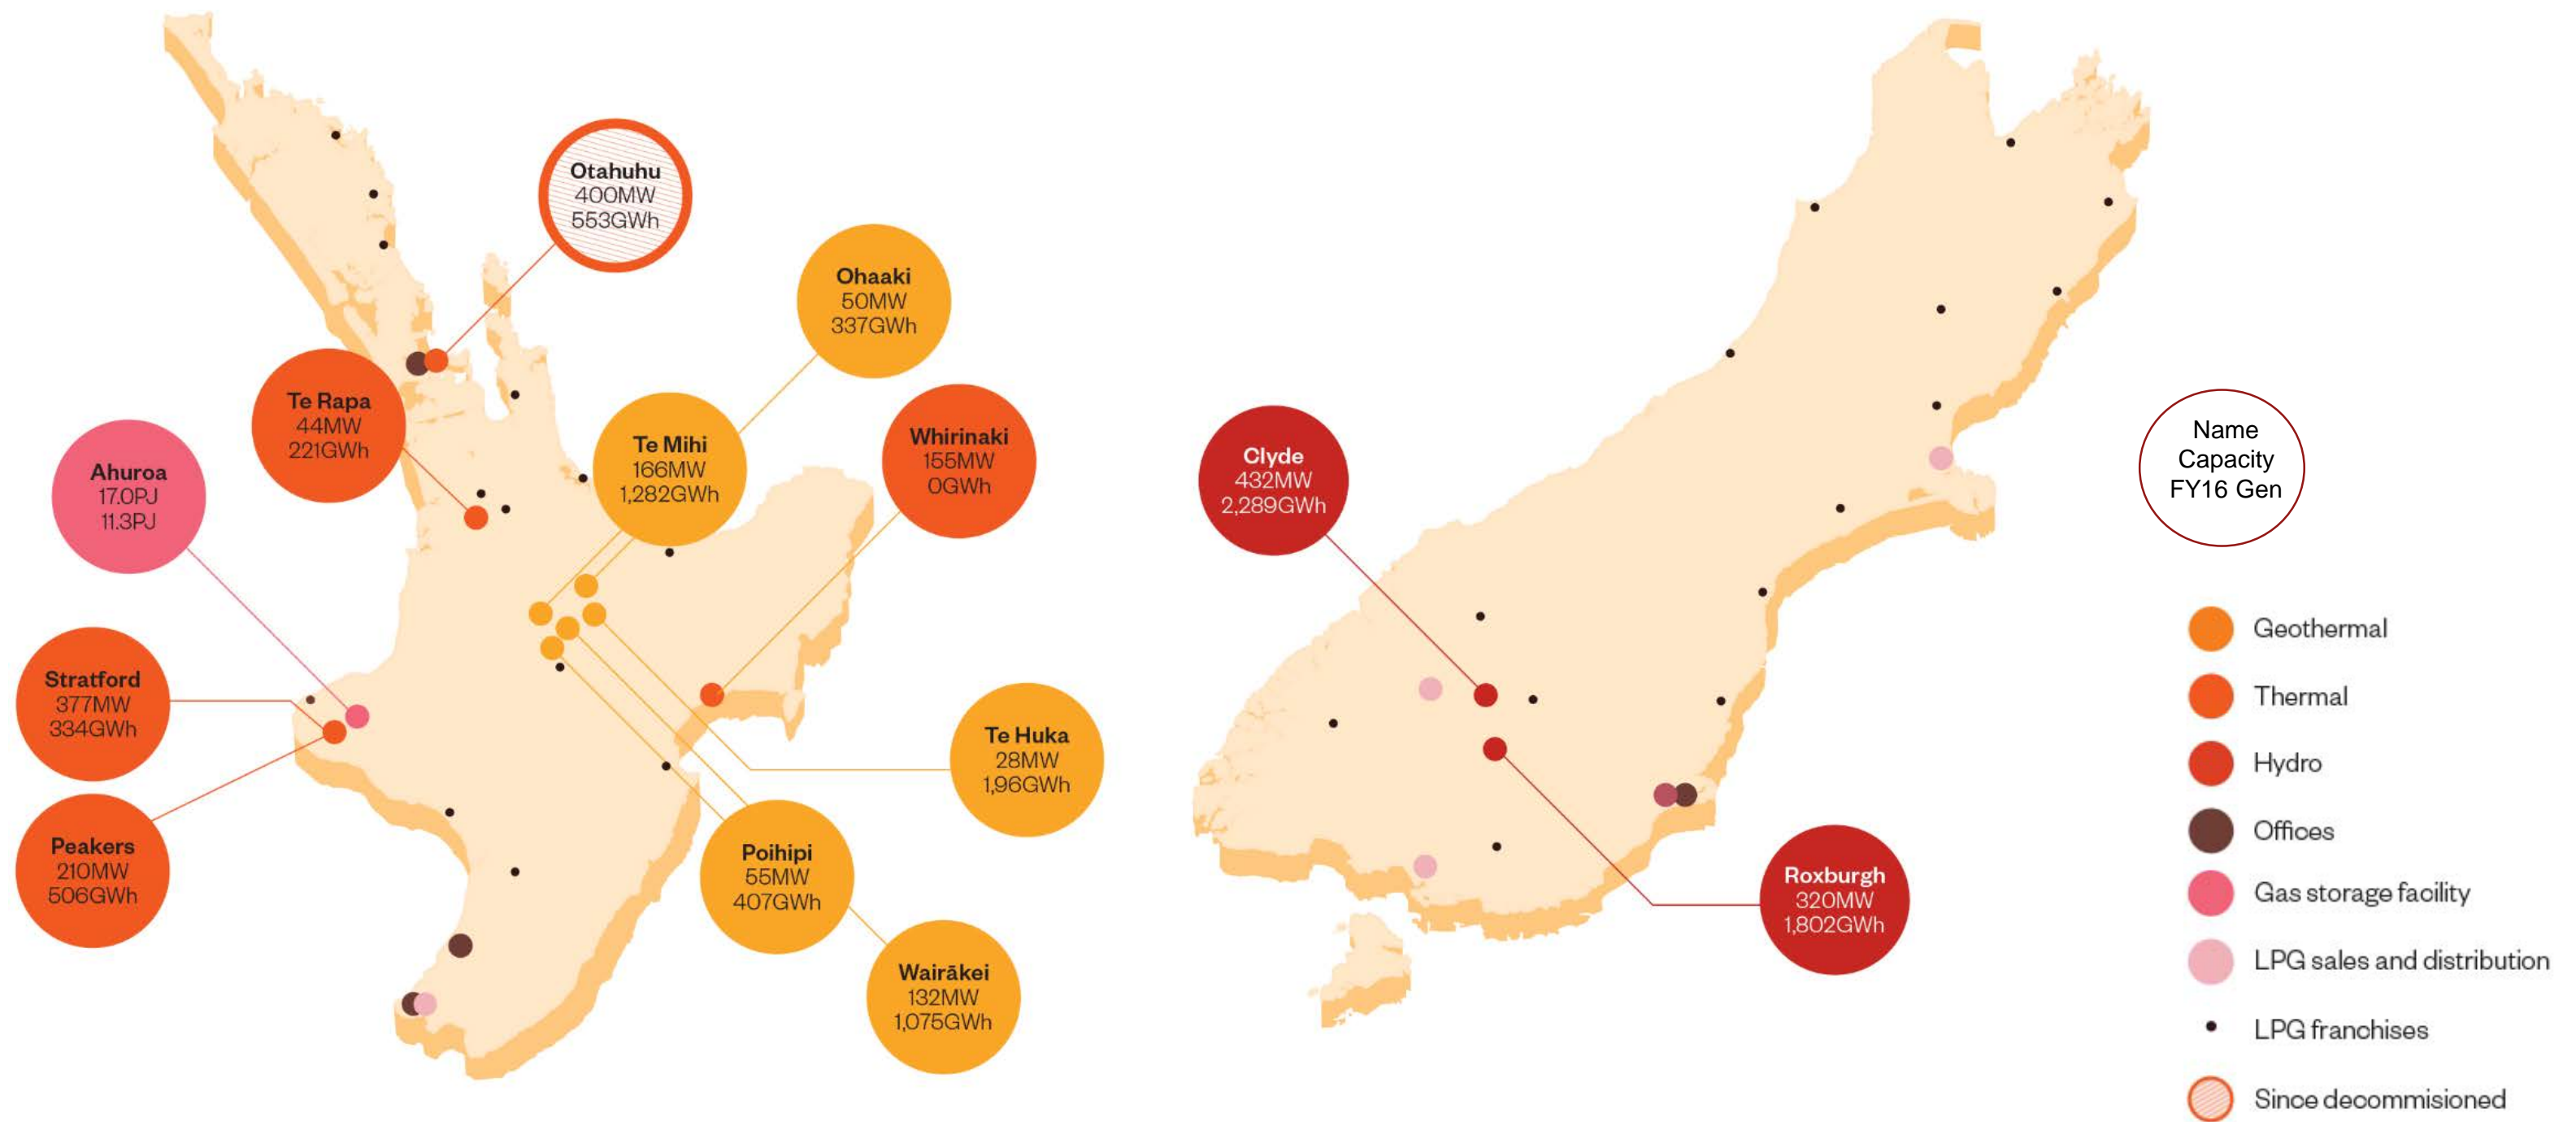 Otahuhu
400MW
553GWh
Ohaaki
50MW
337GWh
Te Rapa
44MW
221GWh
Te Mihi
166MW
1,282GWh
Whirinaki
155MW
0GWh
Ahuroa
17.0PJ
11.3PJ
Stratford
377MW
334GWh
Te Huka
28MW
1,96GWh
Peakers
210MW
506GWh
Poihipi
55MW
407GWh
Wairākei
132MW
1,075GWh
Clyde
432MW
2,289GWh
Roxburgh
320MW
1,802GWh
Name
Capacity
FY16 Gen
Geothermal
Thermal
Hydro
Offices
Gas storage facility
LPG sales and distribution
LPG franchises
Since decommisioned